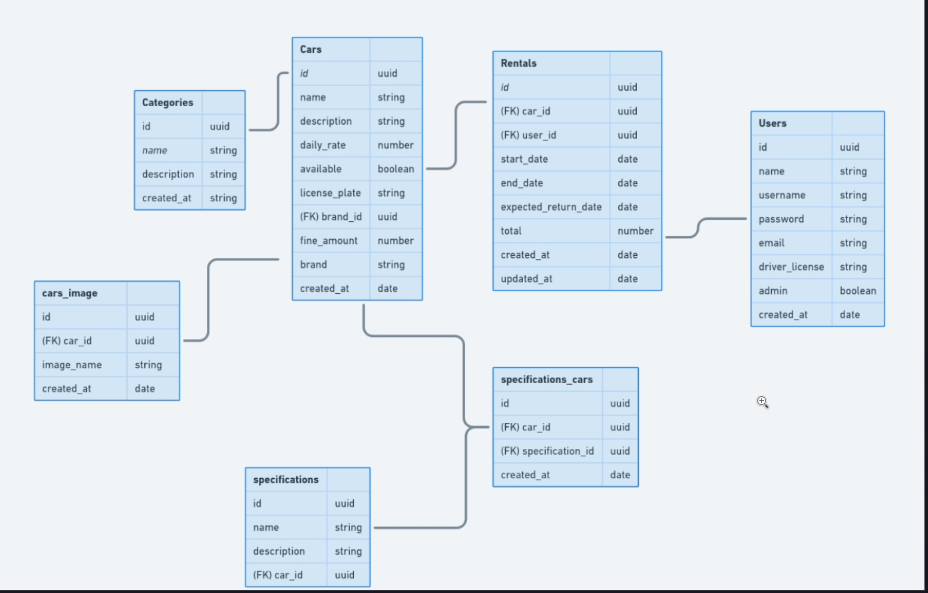 Categories
id uuid
name string
description string
created_at string
Cars
id uuid
name string
description string
daily_rate number
available boolean
license_plate string
(FK) brand_id uuid
fine_amount number
brand string
created_at date
Rentals
id uuid
(FK) car_id uuid
(FK) user_id uuid
start_date date
end_date date
expected_return_date date
total number
created_at date
updated_at date
Users
id uuid
name string
username string
password string
email string
driver_license string
admin boolean
created_at date
cars_image
id uuid
(FK) car_id uuid
image_name string
created_at date
specifications_cars
id uuid
(FK) car_id uuid
(FK) specification_id uuid
created_at date
specifications
id uuid
name string
description string
(FK) car_id uuid